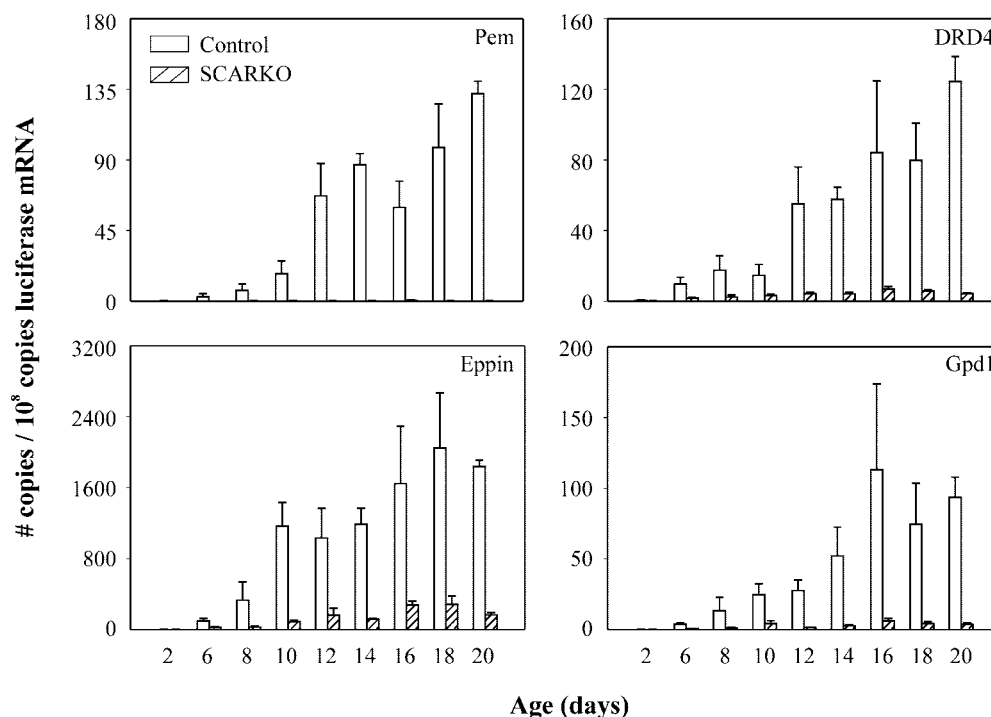 180
135
90
45
0
Pem
Control
SCARKO
160
120
80
40
0
DRD4
3200
2400
1600
800
0
Eppin
200
150
100
50
0
Gpd1
2 6 8 10 12 14 16 18 20
2 6 8 10 12 14 16 18 20
# copies / 10⁸ copies luciferase mRNA
Age (days)